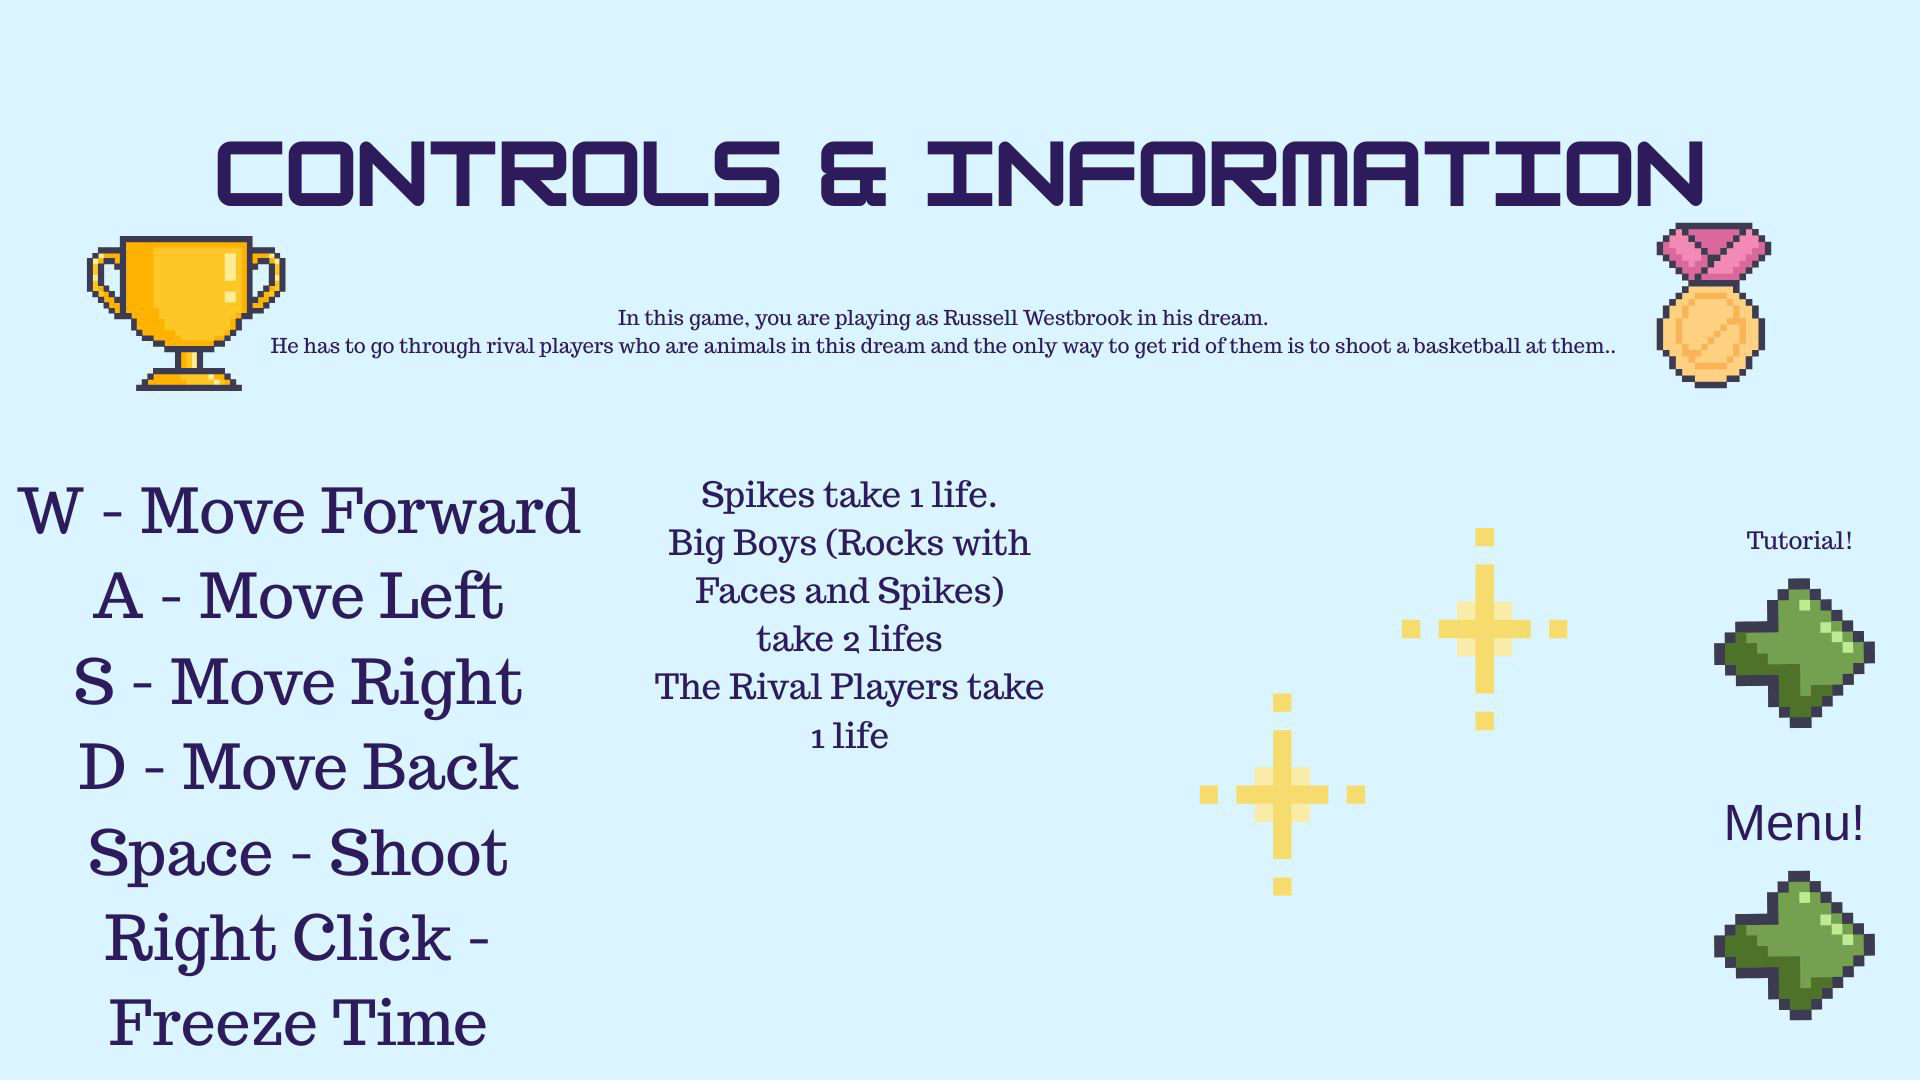 CONTROLS & INFORMATION
In this game, you are playing as Russell Westbrook in his dream.
He has to go through rival players who are animals in this dream and the only way to get rid of them is to shoot a basketball at them..
W - Move Forward
A - Move Left
S - Move Right
D - Move Back
Space - Shoot
Right Click -
Freeze Time
Spikes take 1 life.
Big Boys (Rocks with
Faces and Spikes)
take 2 lifes
The Rival Players take
1 life
Tutorial!
Menu!